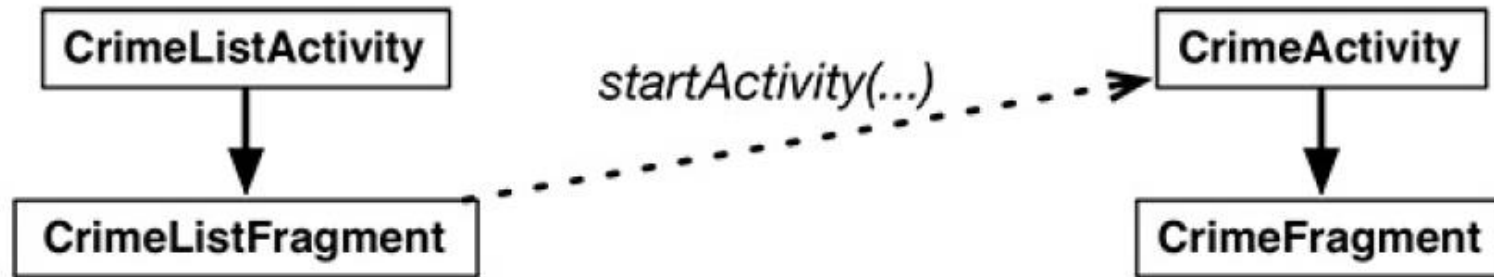 CrimeListActivity
startActivity(...)
CrimeActivity
CrimeListFragment
CrimeFragment